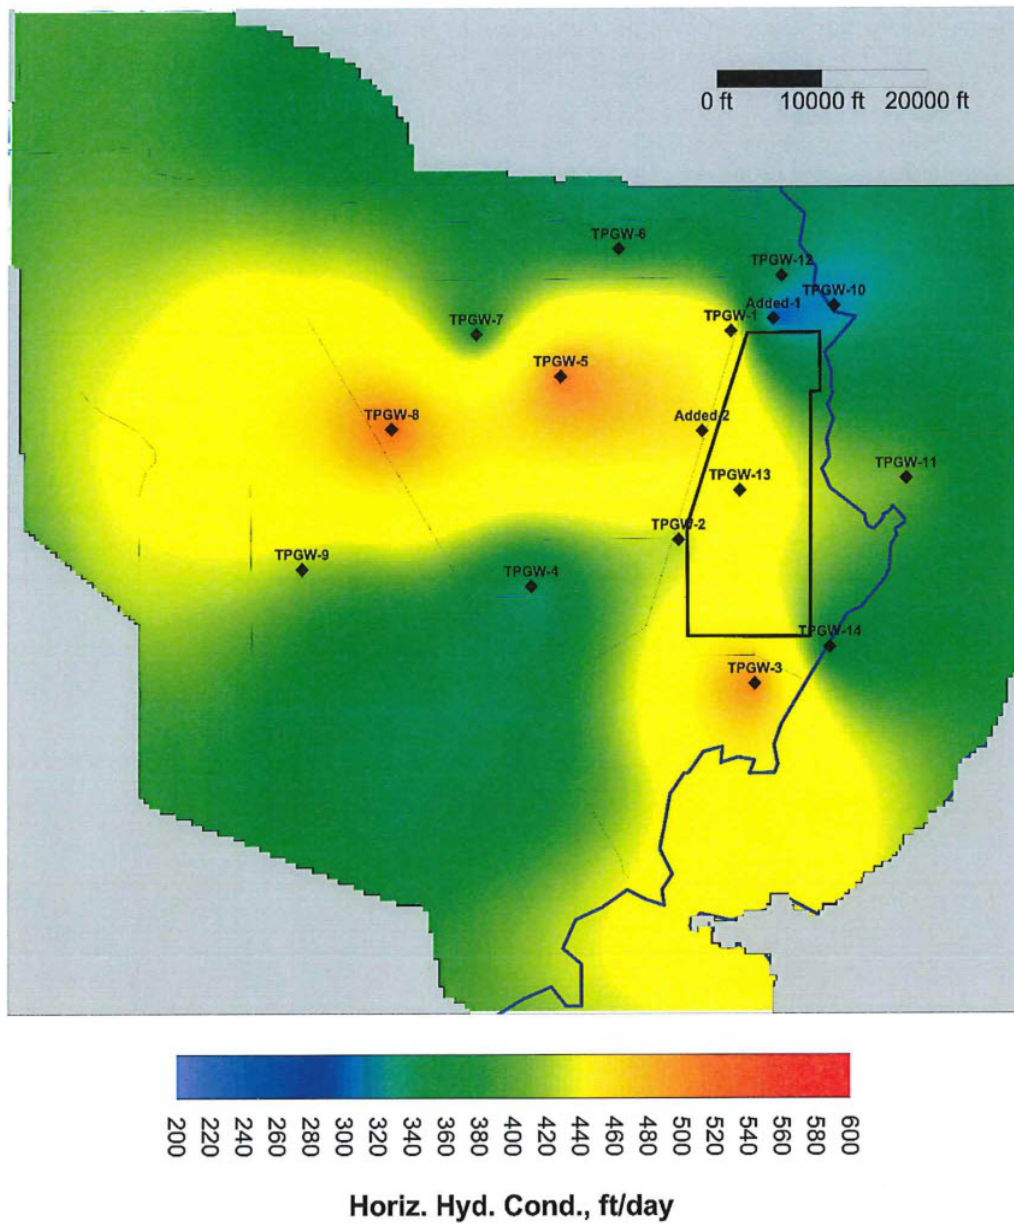 0 ft 10000 ft 20000 ft
TPGW-6
TPGW-12
TPGW-10
Added-1
TPGW-1
TPGW-7
TPGW-5
TPGW-8
Added-2
TPGW-13
TPGW-11
TPGW-2
TPGW-9
TPGW-4
TPGW-14
TPGW-3
200 220 240 260 280 300 320 340 360 380 400 420 440 460 480 500 520 540 560 580 600
Horiz. Hyd. Cond., ft/day